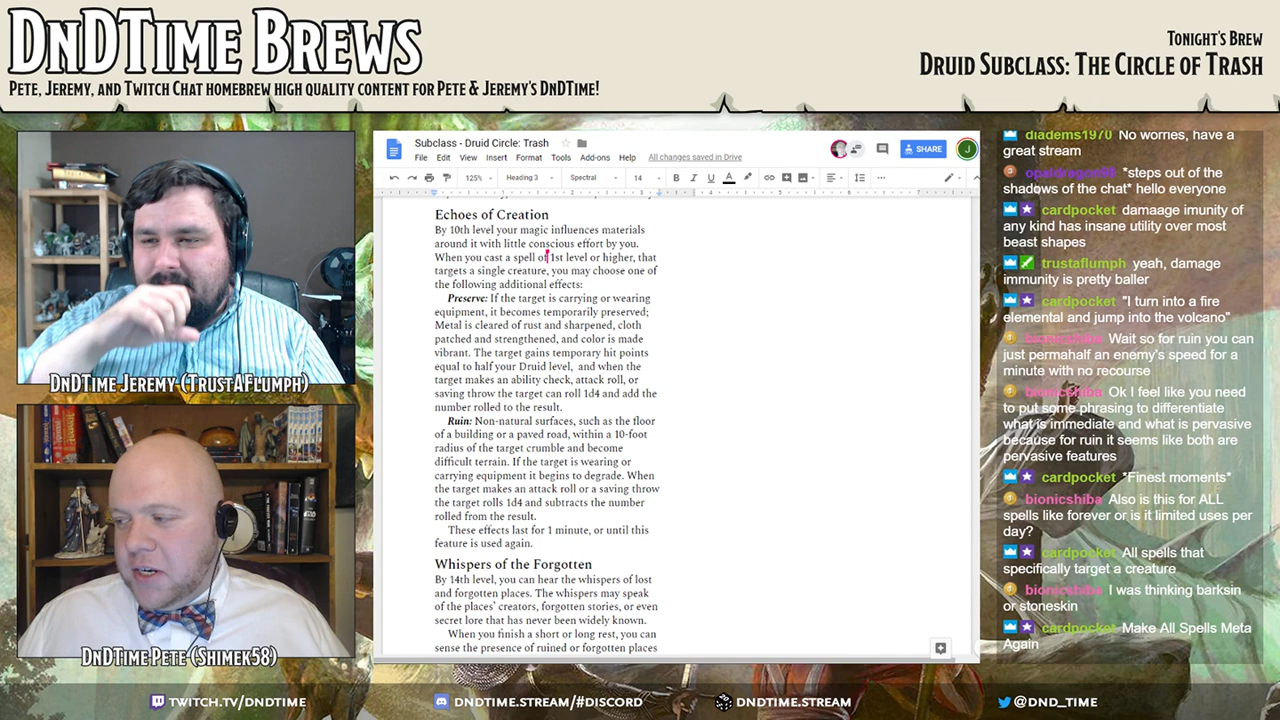 DnDTime Brews
Pete, Jeremy, and Twitch Chat homebrew high quality content for Pete & Jeremy's DnDTime!
Tonight's Brew
Druid Subclass: The Circle of Trash
DnDTime Jeremy (TrustAFlumph)
DnDTime Pete (Shimek58)
Subclass - Druid Circle: Trash
File Edit View Insert Format Tools Add-ons Help All changes saved in Drive
SHARE
J
125% Heading 3 Spectral 14 B I U A
Echoes of Creation
By 10th level your magic influences materials
around it with little conscious effort by you.
When you cast a spell of 1st level or higher, that
targets a single creature, you may choose one of
the following additional effects:
Preserve: If the target is carrying or wearing
equipment, it becomes temporarily preserved;
Metal is cleared of rust and sharpened, cloth
patched and strengthened, and color is made
vibrant. The target gains temporary hit points
equal to half your Druid level, and when the
target makes an ability check, attack roll, or
saving throw the target can roll 1d4 and add the
number rolled to the result.
Ruin: Non-natural surfaces, such as the floor
of a building or a paved road, within a 10-foot
radius of the target crumble and become
difficult terrain. If the target is wearing or
carrying equipment it begins to degrade. When
the target makes an attack roll or a saving throw
the target rolls 1d4 and subtracts the number
rolled from the result.
These effects last for 1 minute, or until this
feature is used again.
Whispers of the Forgotten
By 14th level, you can hear the whispers of lost
and forgotten places. The whispers may speak
of the places' creators, forgotten stories, or even
secret lore that has never been widely known.
When you finish a short or long rest, you can
sense the presence of ruined or forgotten places
diadems1970 No worries, have a
great stream
*steps out of the
shadows of the chat* hello everyone
cardpocket damaage imunity of
any kind has insane utility over most
beast shapes
trustaflumph yeah, damage
immunity is pretty baller
cardpocket "I turn into a fire
elemental and jump into the volcano"
bionicshiba Wait so for ruin you can
just permahalf an enemy's speed for a
minute with no recourse
bionicshiba Ok I feel like you need
to put some phrasing to differentiate
what is immediate and what is pervasive
because for ruin it seems like both are
pervasive features
cardpocket *Finest moments*
bionicshiba Also is this for ALL
spells like forever or is it limited uses per
day?
cardpocket All spells that
specifically target a creature
bionicshiba I was thinking barksin
or stoneskin
cardpocket Make All Spells Meta
Again
twitch.tv/dndtime
dndtime.stream/#discord
dndtime.stream
@dnd_time